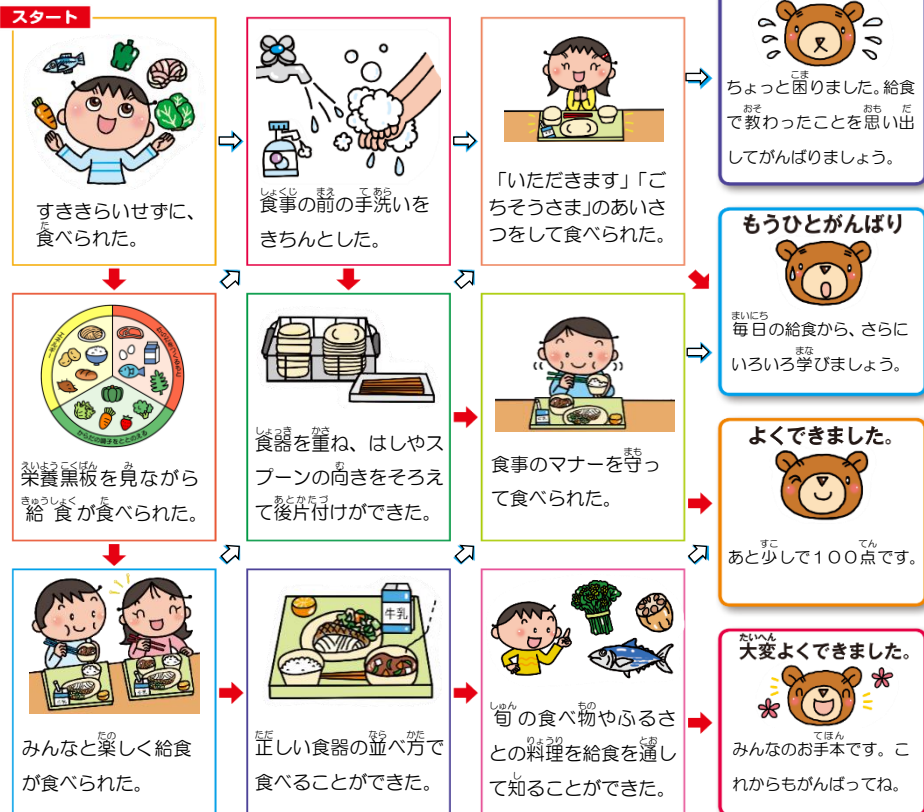 スタート
すききらいせずに、
食べられた。
食事の前の手洗いを
きちんとした。
「いただきます」「ご
ちそうさま」のあいさ
つをして食べられた。
ちょっと困りました。給食
で教わったことを思い出
してがんばりましょう。
栄養黒板を見ながら
給食が食べられた。
からだの調子をととのえる
食器を重ね、はしやス
プーンの向きをそろえ
て後片付けができた。
食事のマナーを守っ
て食べられた。
もうひとがんばり
毎日の給食から、さらに
いろいろ学びましょう。
よくできました。
あと少しで100点です。
みんなと楽しく給食
が食べられた。
牛乳
正しい食器の並べ方で
食べることができた。
旬の食べ物やふるさ
との料理を給食を通し
て知ることができた。
大変よくできました。
みんなのお手本です。こ
れからもがんばってね。